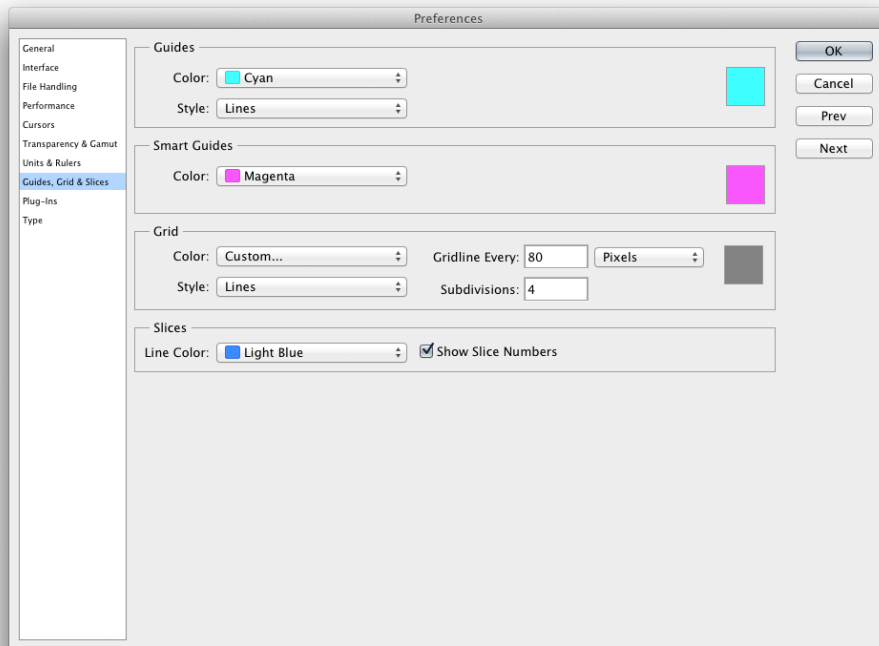 Preferences
General
Interface
File Handling
Performance
Cursors
Transparency & Gamut
Units & Rulers
Guides, Grid & Slices
Plug-Ins
Type
Guides
Color: Cyan
Style: Lines
Smart Guides
Color: Magenta
Grid
Color: Custom... Gridline Every: 80 Pixels
Style: Lines Subdivisions: 4
Slices
Line Color: Light Blue Show Slice Numbers
OK
Cancel
Prev
Next